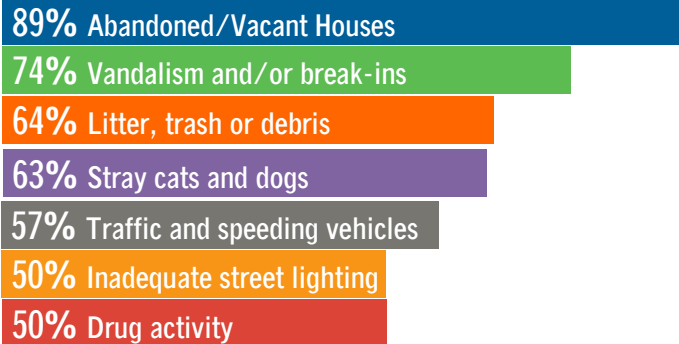 89% Abandoned/Vacant Houses
74% Vandalism and/or break-ins
64% Litter, trash or debris
63% Stray cats and dogs
57% Traffic and speeding vehicles
50% Inadequate street lighting
50% Drug activity